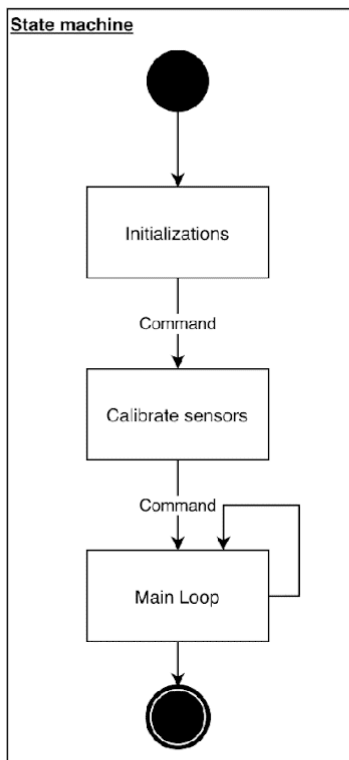 State machine
Initializations
Command
Calibrate sensors
Command
Main Loop